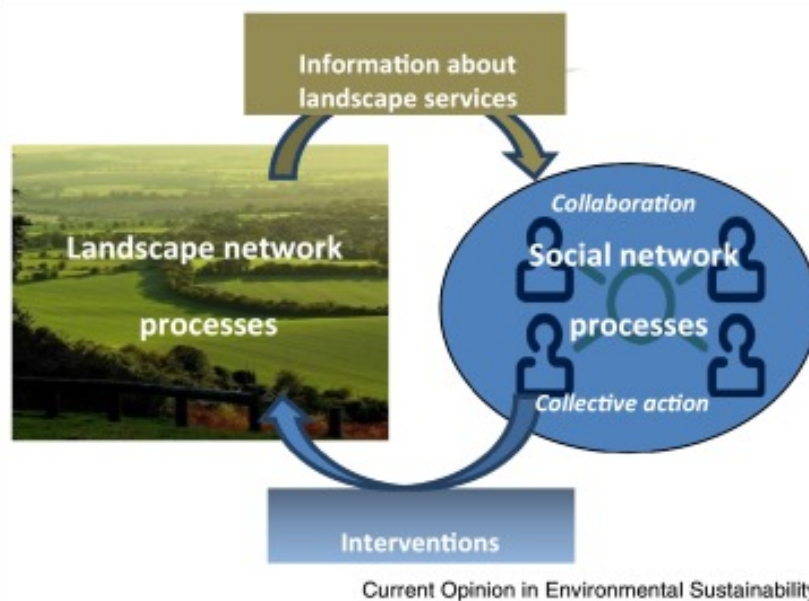 Information about
landscape services
Landscape network
processes
Collaboration
Social network
processes
Collective action
Interventions
Current Opinion in Environmental Sustainability